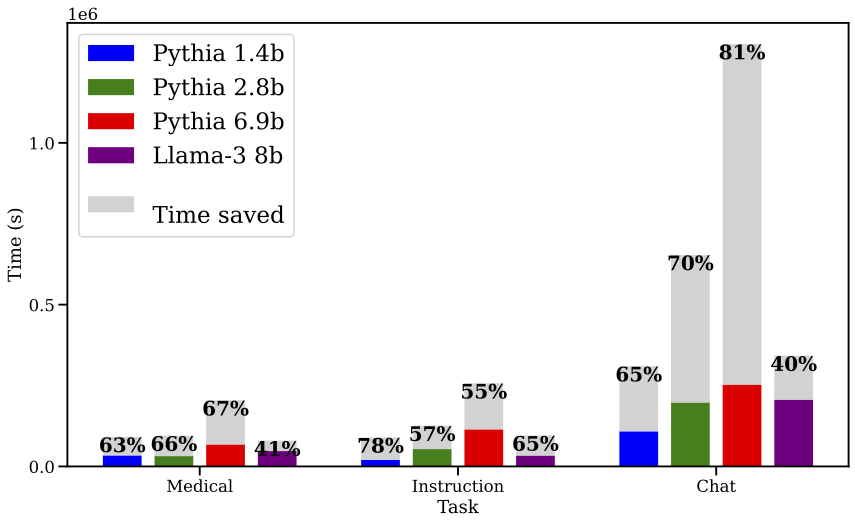 1e6
Pythia 1.4b
Pythia 2.8b
Pythia 6.9b
Llama-3 8b
Time saved
Time (s)
1.0
0.5
0.0
63% 66% 67% 41%
78% 57% 55% 65%
65% 70% 81% 40%
Medical Instruction Chat
Task